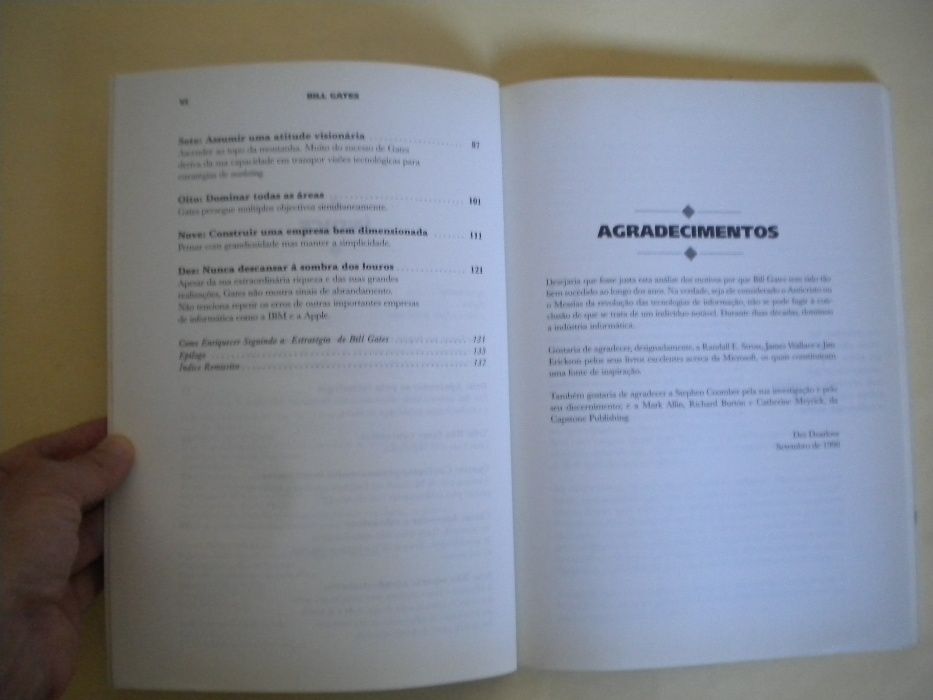 VI
BILL GATES
Sete: Assumir uma atitude visionária . . . . . . . . . . . . . . 97
Ascender ao topo da montanha. Muito do sucesso de Gates
deriva da sua capacidade em transpor visões tecnológicas para
estratégias de marketing
Oito: Dominar todas as áreas . . . . . . . . . . . . . . . . . . . . 101
Gates persegue múltiplos objectivos simultaneamente.
Nove: Construir uma empresa bem dimensionada . . . . . 111
Pensar com grandiosidade mas manter a simplicidade.
Dez: Nunca descansar à sombra dos louros . . . . . . . . . . 121
Apesar da sua extraordinária riqueza e das suas grandes
realizações, Gates não mostra sinais de abrandamento.
Não tenciona repetir os erros de outras importantes empresas
de informática como a IBM e a Apple.
Como Enriquecer Seguindo a Estratégia de Bill Gates . . . . . . . . . . 131
Epílogo . . . . . . . . . . . . . . . . . . . . . . . . . . . . . . 135
Índice Remissivo . . . . . . . . . . . . . . . . . . . . . . . . . . 137
AGRADECIMENTOS
Desejaria que fosse justa esta análise dos motivos por que Bill Gates tem sido tão
bem sucedido ao longo dos anos. Na verdade, seja ele considerado o Anticristo ou
o Messias da revolução das tecnologias de informação, não se pode fugir à con-
clusão de que se trata de um indivíduo notável. Durante duas décadas, dominou
a indústria informática.
Gostaria de agradecer, designadamente, a Randall E. Stross, James Wallace e Jim
Erickson pelos seus livros excelentes acerca da Microsoft, os quais constituíram
uma fonte de inspiração.
Também gostaria de agradecer a Stephen Coomber pela sua investigação e pelo
seu discernimento; e a Mark Allin, Richard Burton e Catherine Meyrick, da
Capstone Publishing
Des Dearlove
Setembro de 1998